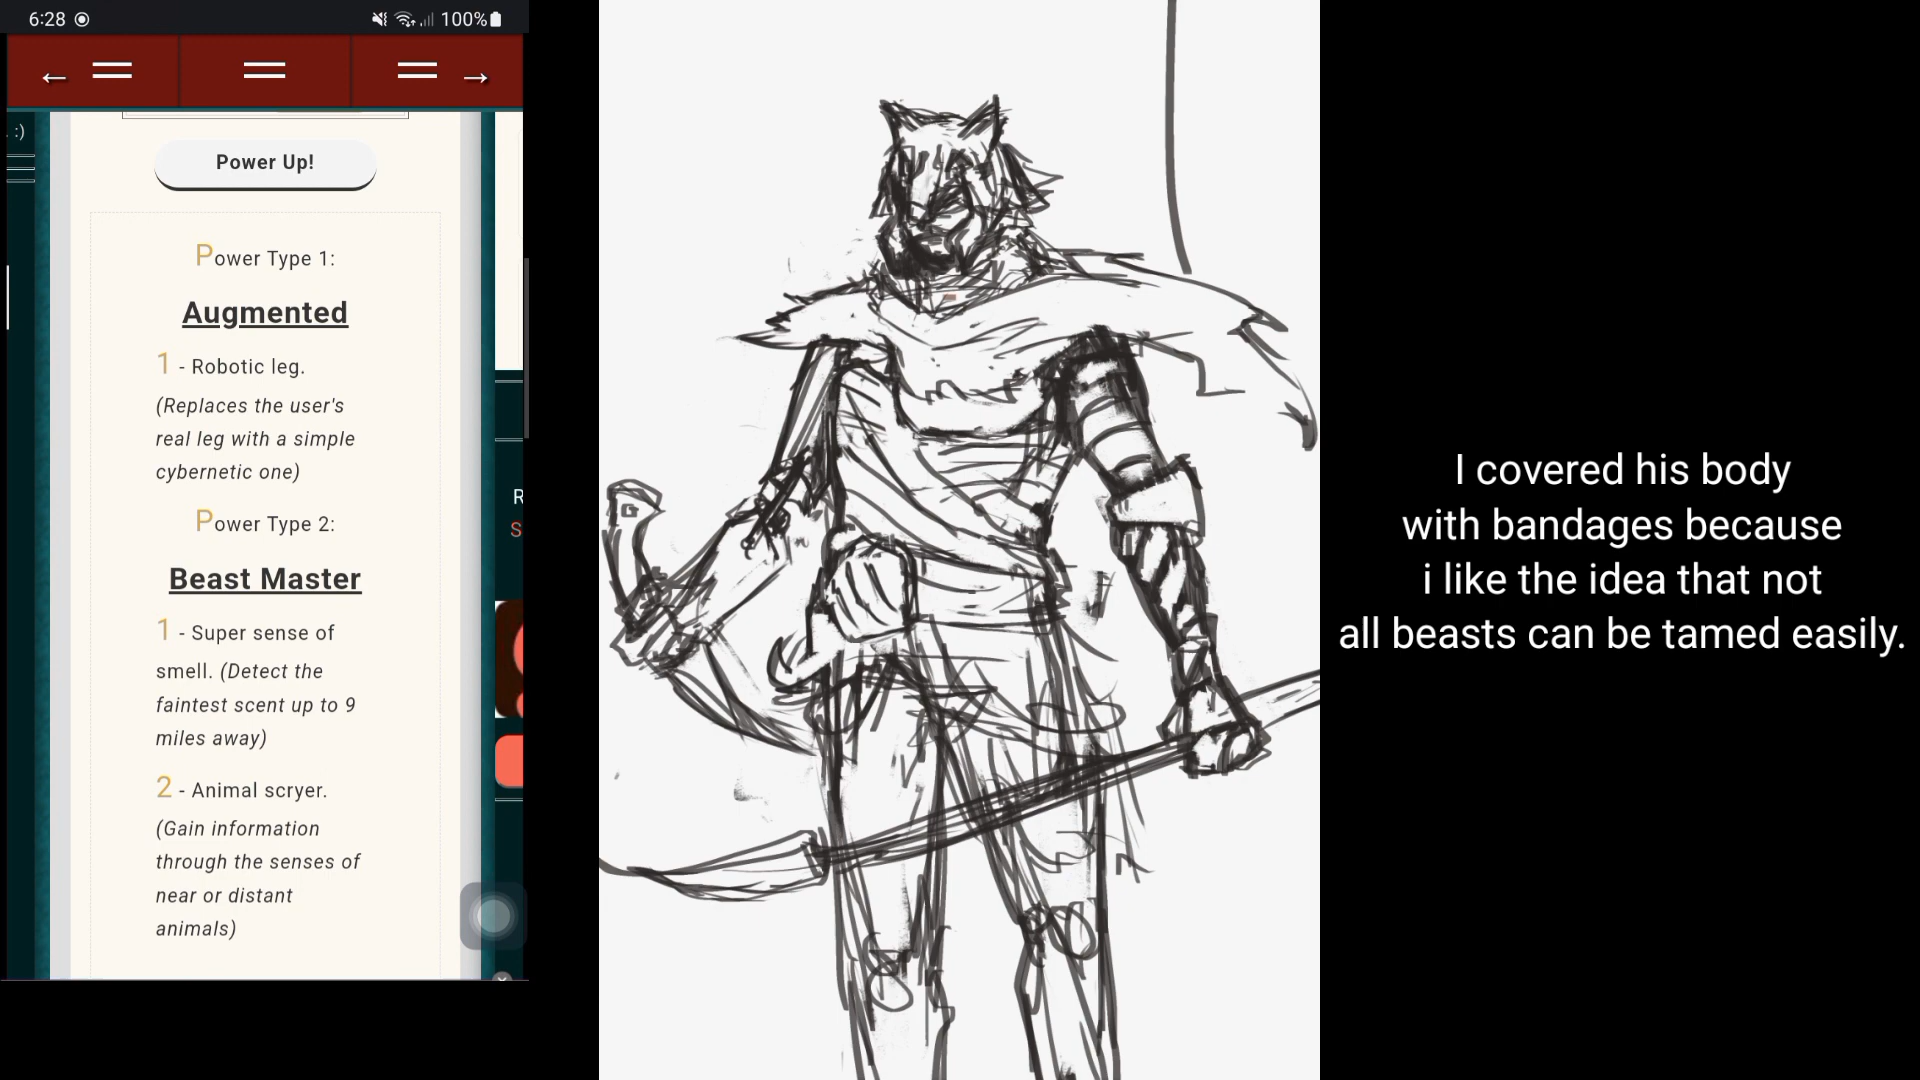 6:28
100%
← =
=
= →
. :)
Power Up!
Power Type 1:
Augmented
1 - Robotic leg.
(Replaces the user's
real leg with a simple
cybernetic one)
Power Type 2:
Beast Master
1 - Super sense of
smell. (Detect the
faintest scent up to 9
miles away)
2 - Animal scryer.
(Gain information
through the senses of
near or distant
animals)
R
S
I covered his body
with bandages because
i like the idea that not
all beasts can be tamed easily.